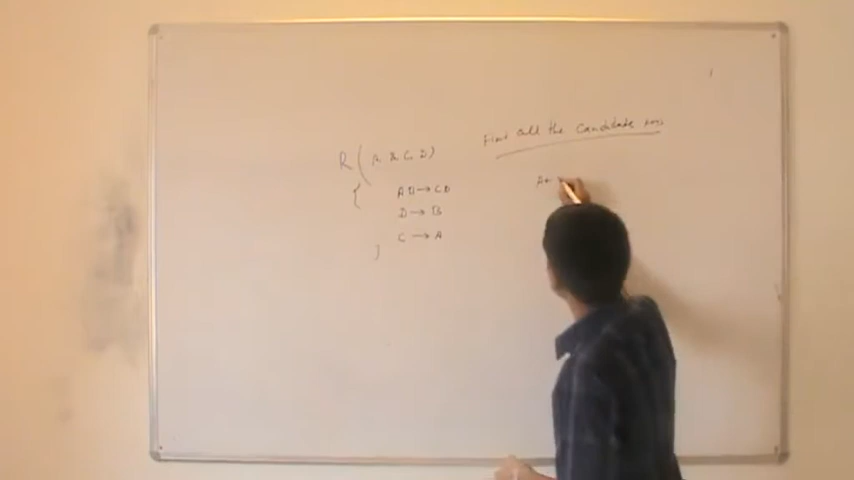 Find all the Candidate keys
R(A B C D)
{ AB → CD
D → B
C → A
}